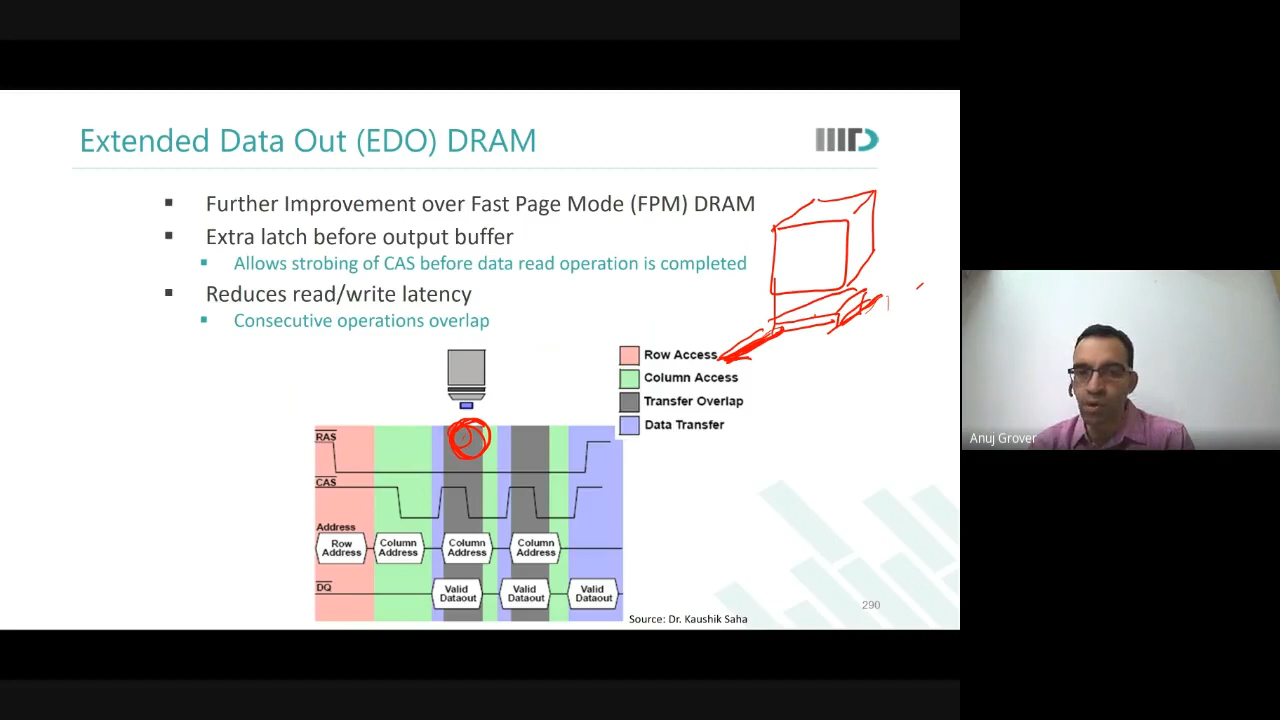 Extended Data Out (EDO) DRAM
IIITD
▪ Further Improvement over Fast Page Mode (FPM) DRAM
▪ Extra latch before output buffer
▪ Allows strobing of CAS before data read operation is completed
▪ Reduces read/write latency
▪ Consecutive operations overlap
Row Access
Column Access
Transfer Overlap
Data Transfer
RAS
CAS
Address
Row Address
Column Address
Column Address
Column Address
DQ
Valid Dataout
Valid Dataout
Valid Dataout
Source: Dr. Kaushik Saha
290
Anuj Grover